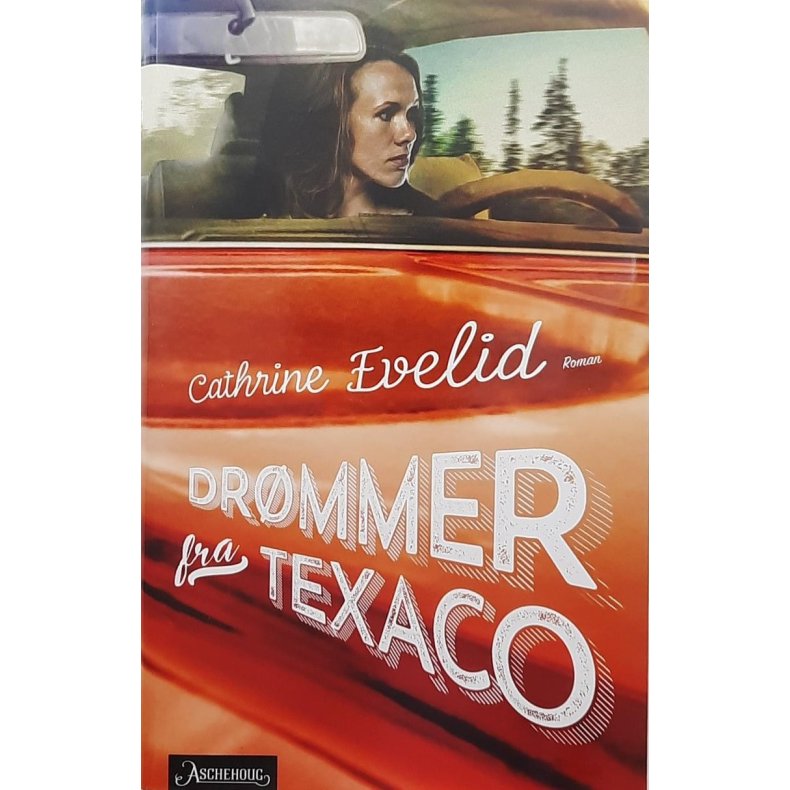 Cathrine Evelid Roman
DRØMMER
fra TEXACO
ASCHEHOUG